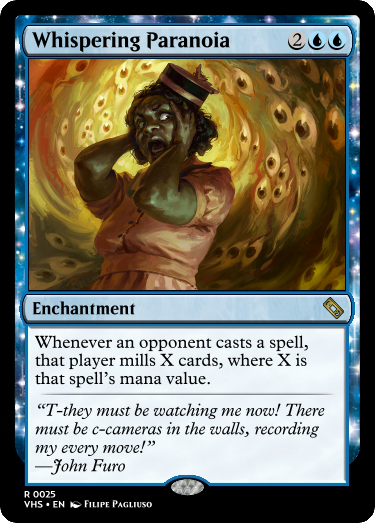 Whispering Paranoia 2
Enchantment
Whenever an opponent casts a spell,
that player mills X cards, where X is
that spell's mana value.
“T-they must be watching me now! There
must be c-cameras in the walls, recording
my every move!”
—John Furo
R 0025
VHS • EN Filipe Pagliuso